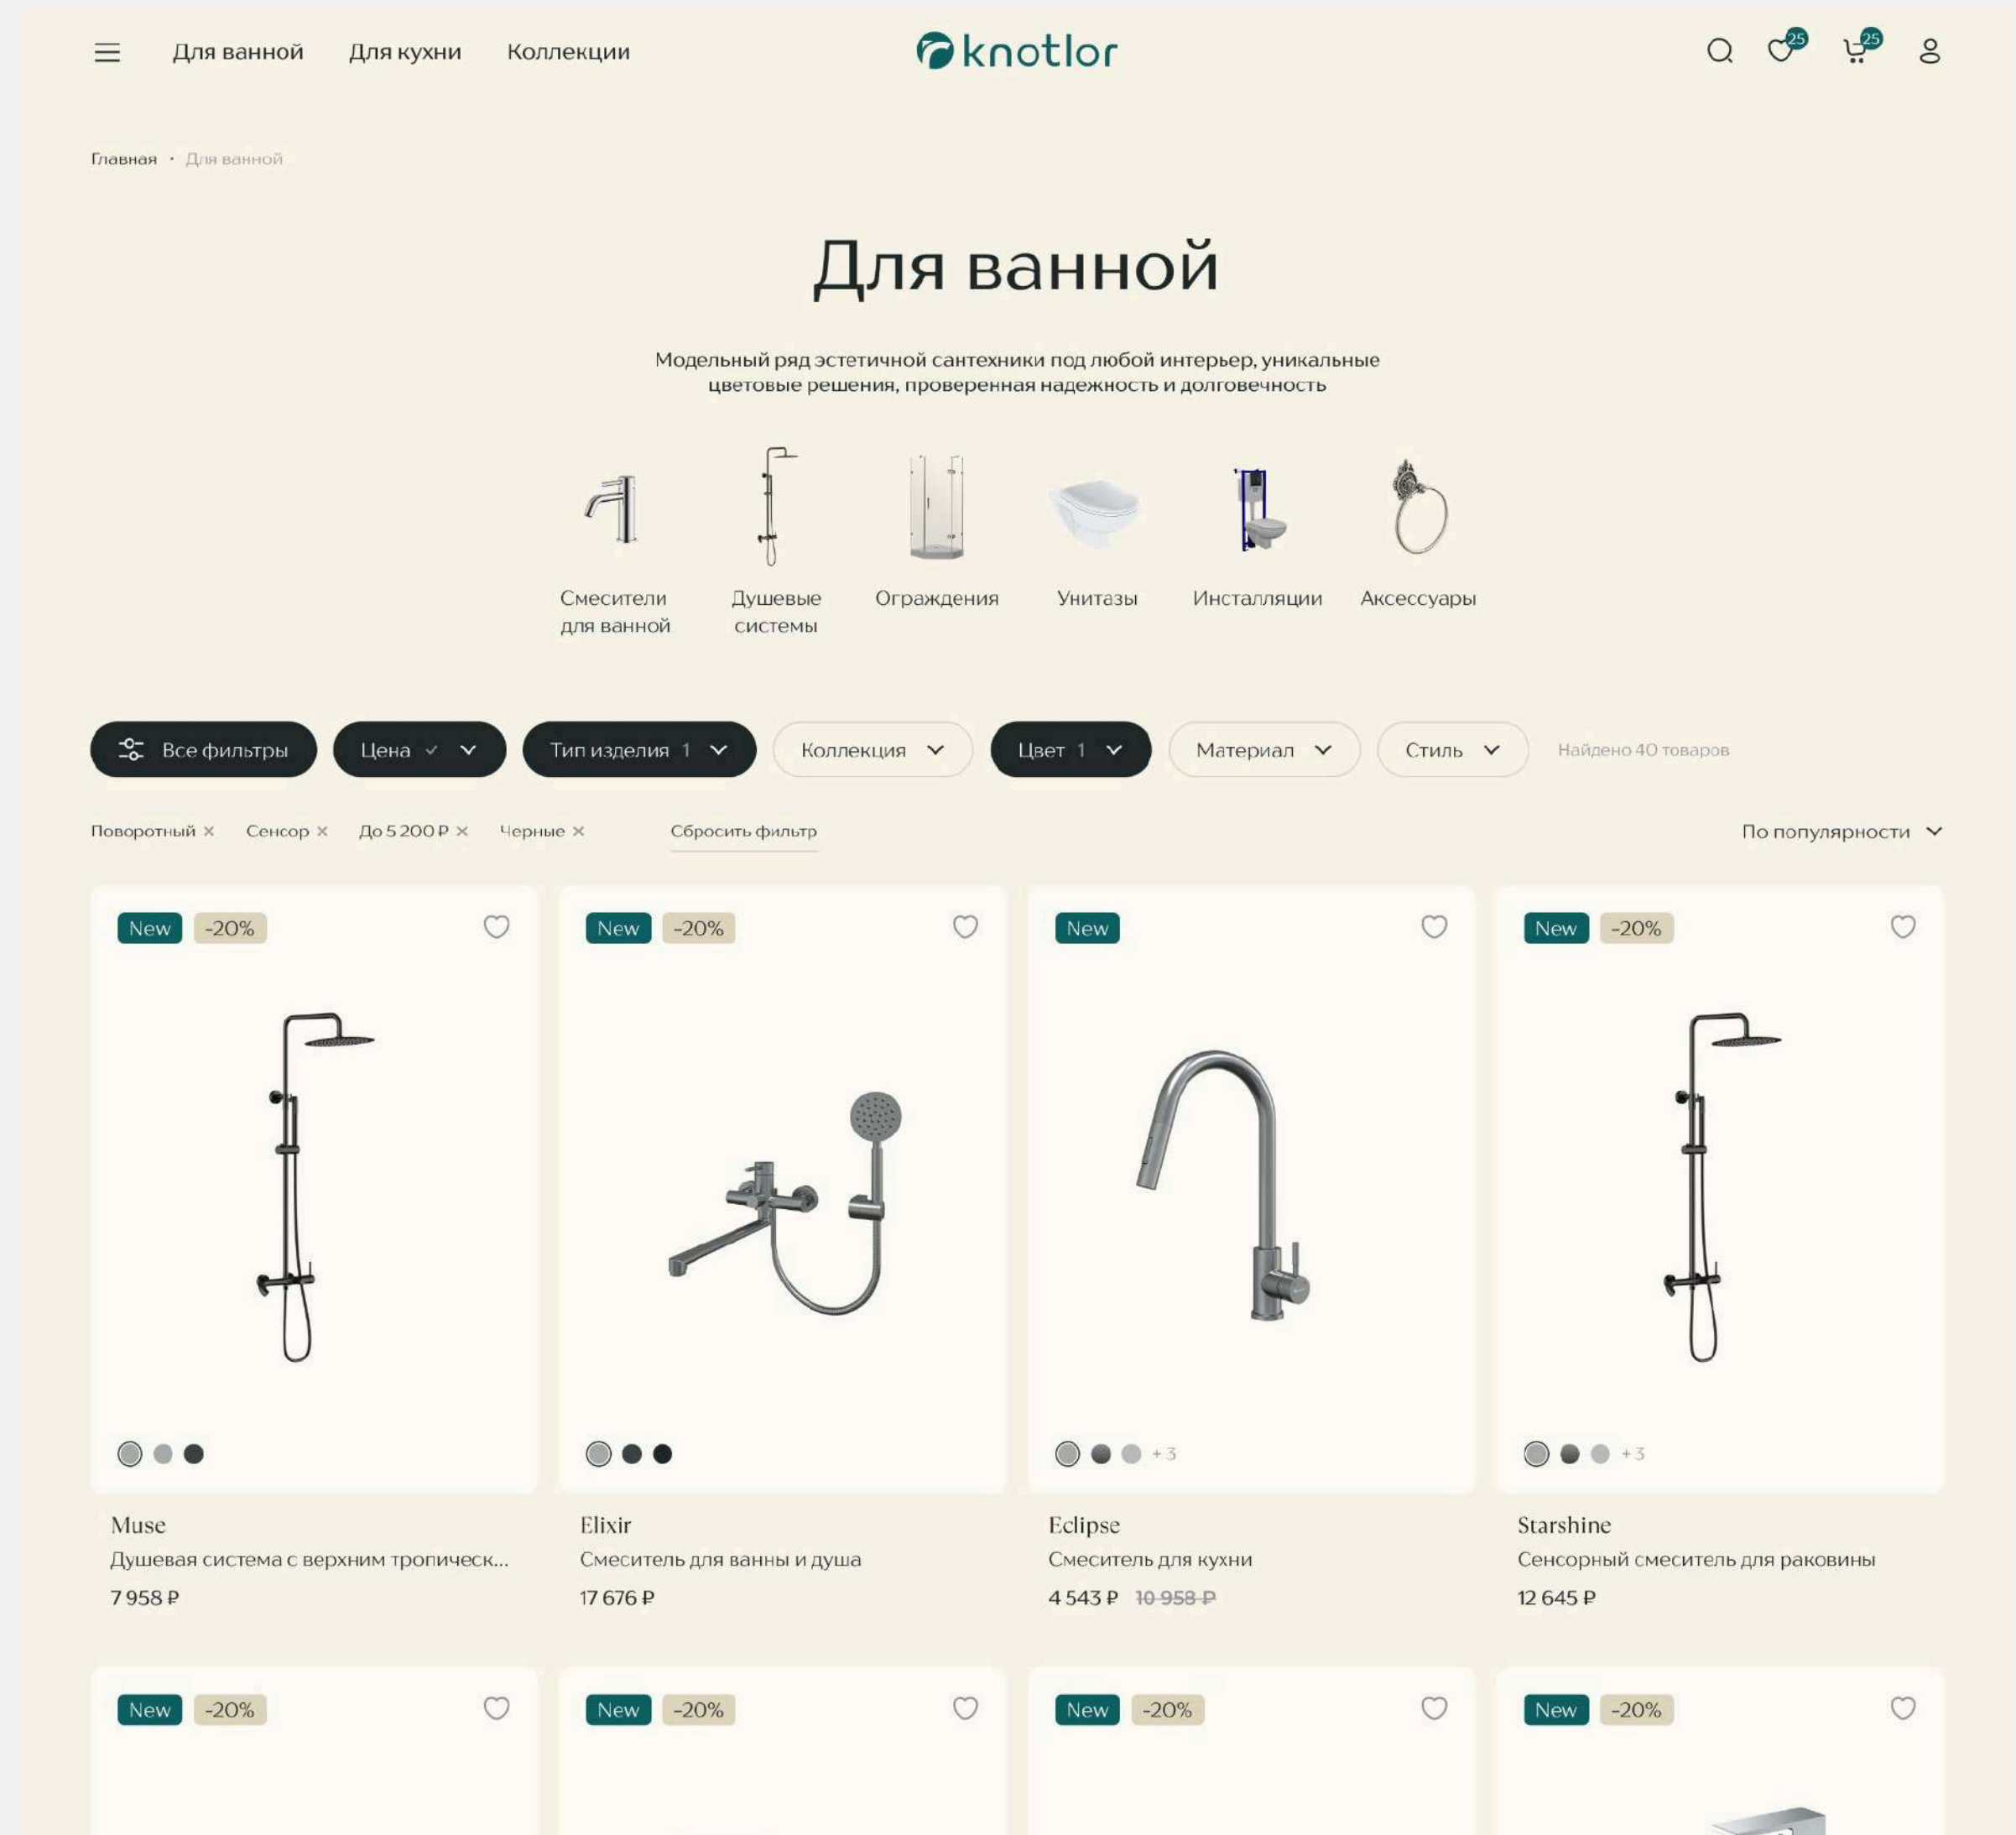 Для ванной Для кухни Коллекции knotlor 25 25
Главная · Для ванной
Для ванной
Модельный ряд эстетичной сантехники под любой интерьер, уникальные
цветовые решения, проверенная надежность и долговечность
Смесители
для ванной
Душевые
системы
Ограждения
Унитазы
Инсталляции
Аксессуары
Все фильтры Цена Тип изделия 1 Коллекция Цвет 1 Материал Стиль Найдено 40 товаров
Поворотный × Сенсор × До 5 200 ₽ × Черные × Сбросить фильтр По популярности
New -20%
New -20%
New
New -20%
+3
+3
Muse
Душевая система с верхним тропическ...
7 958 ₽
Elixir
Смеситель для ванны и душа
17 676 ₽
Eclipse
Смеситель для кухни
4 543 ₽ 10 958 ₽
Starshine
Сенсорный смеситель для раковины
12 645 ₽
New -20%
New -20%
New -20%
New -20%